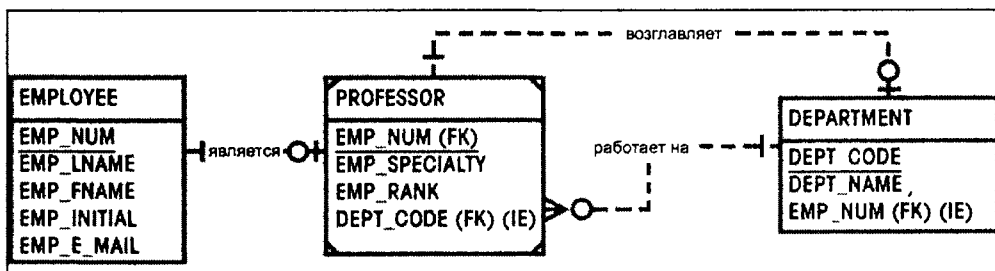 возглавляет
EMPLOYEE
EMP_NUM
EMP_LNAME
EMP_FNAME
EMP_INITIAL
EMP_E_MAIL
является
PROFESSOR
EMP_NUM (FK)
EMP_SPECIALTY
EMP_RANK
DEPT_CODE (FK) (IE)
работает на
DEPARTMENT
DEPT_CODE
DEPT_NAME,
EMP_NUM (FK) (IE)